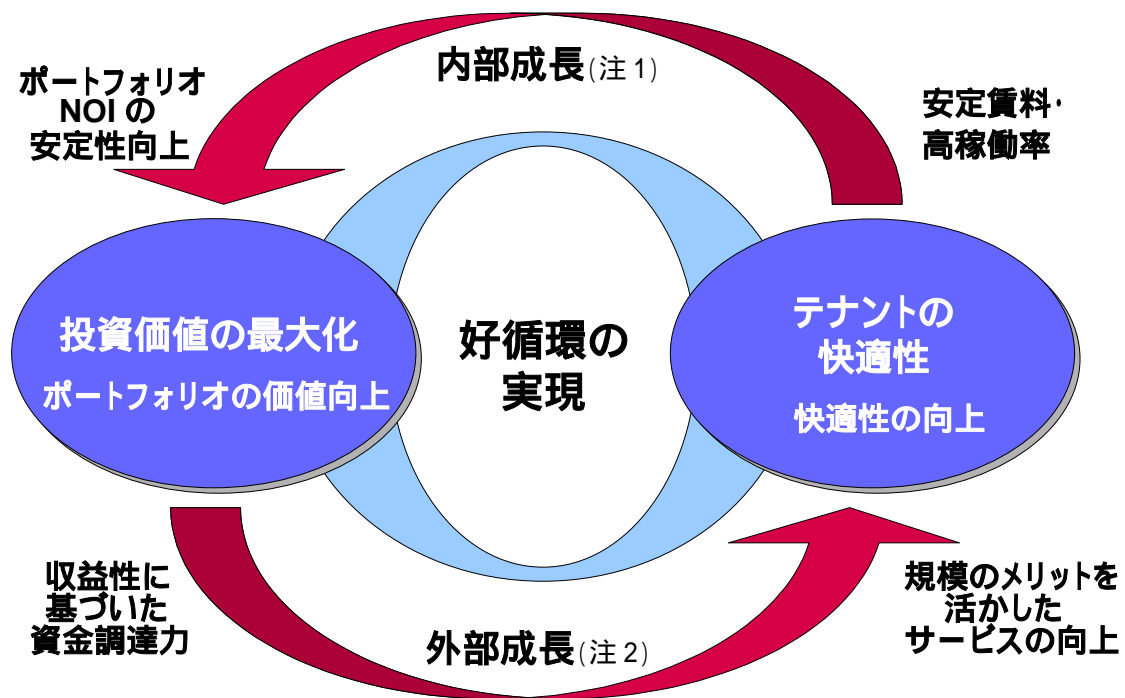 内部成長(注1)
ポートフォリオ
NOI の
安定性向上
安定賃料・
高稼働率
投資価値の最大化
ポートフォリオの価値向上
好循環の
実現
テナントの
快適性
快適性の向上
収益性に
基づいた
資金調達力
外部成長(注2)
規模のメリットを
活かした
サービスの向上